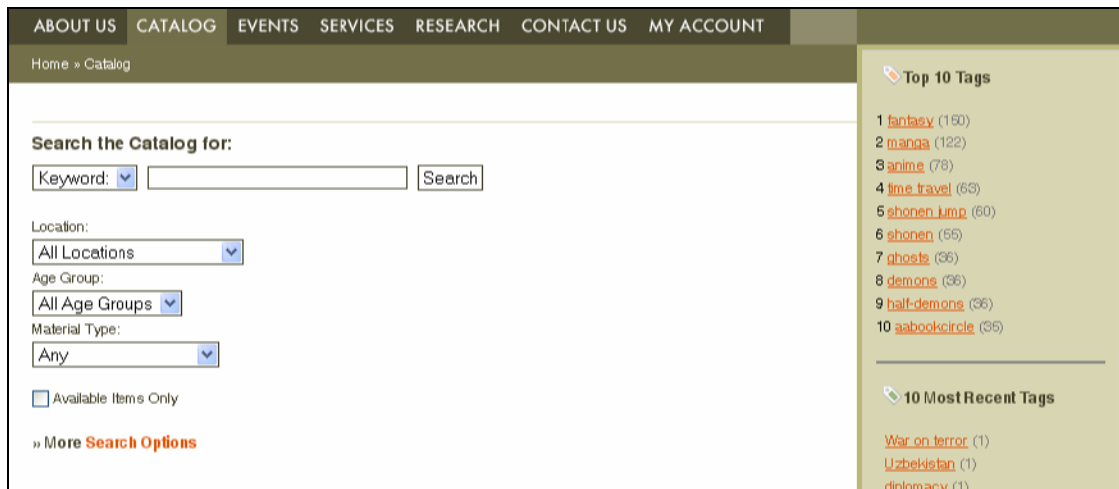 ABOUT US CATALOG EVENTS SERVICES RESEARCH CONTACT US MY ACCOUNT
Home » Catalog
Search the Catalog for:
Keyword: Search
Location:
All Locations
Age Group:
All Age Groups
Material Type:
Any
Available Items Only
» More Search Options
Top 10 Tags
1 fantasy (160)
2 manga (122)
3 anime (78)
4 time travel (63)
5 shonen jump (60)
6 shonen (55)
7 ghosts (36)
8 demons (36)
9 half-demons (36)
10 aabookcircle (35)
10 Most Recent Tags
War on terror (1)
Uzbekistan (1)
diplomacy (1)